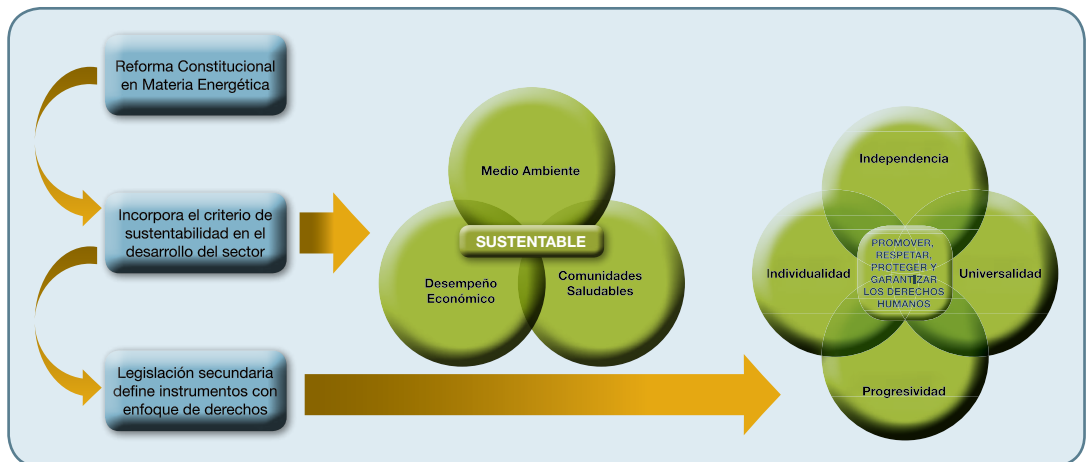 Reforma Constitucional
en Materia Energética
Incorpora el criterio de
sustentabilidad en el
desarrollo del sector
Legislación secundaria
define instrumentos con
enfoque de derechos
Medio Ambiente
SUSTENTABLE
Desempeño
Económico
Comunidades
Saludables
Independencia
Individualidad
PROMOVER,
RESPETAR,
PROTEGER Y
GARANTIZAR
LOS DERECHOS
HUMANOS
Universalidad
Progresividad